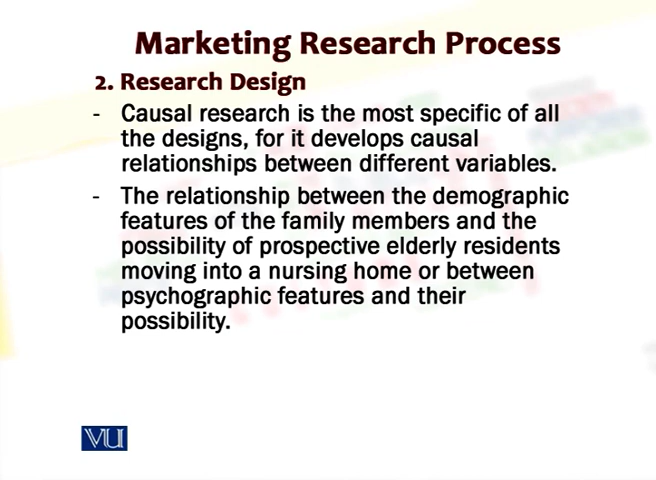 Marketing Research Process
2. Research Design
- Causal research is the most specific of all
the designs, for it develops causal
relationships between different variables.
- The relationship between the demographic
features of the family members and the
possibility of prospective elderly residents
moving into a nursing home or between
psychographic features and their
possibility.
VU